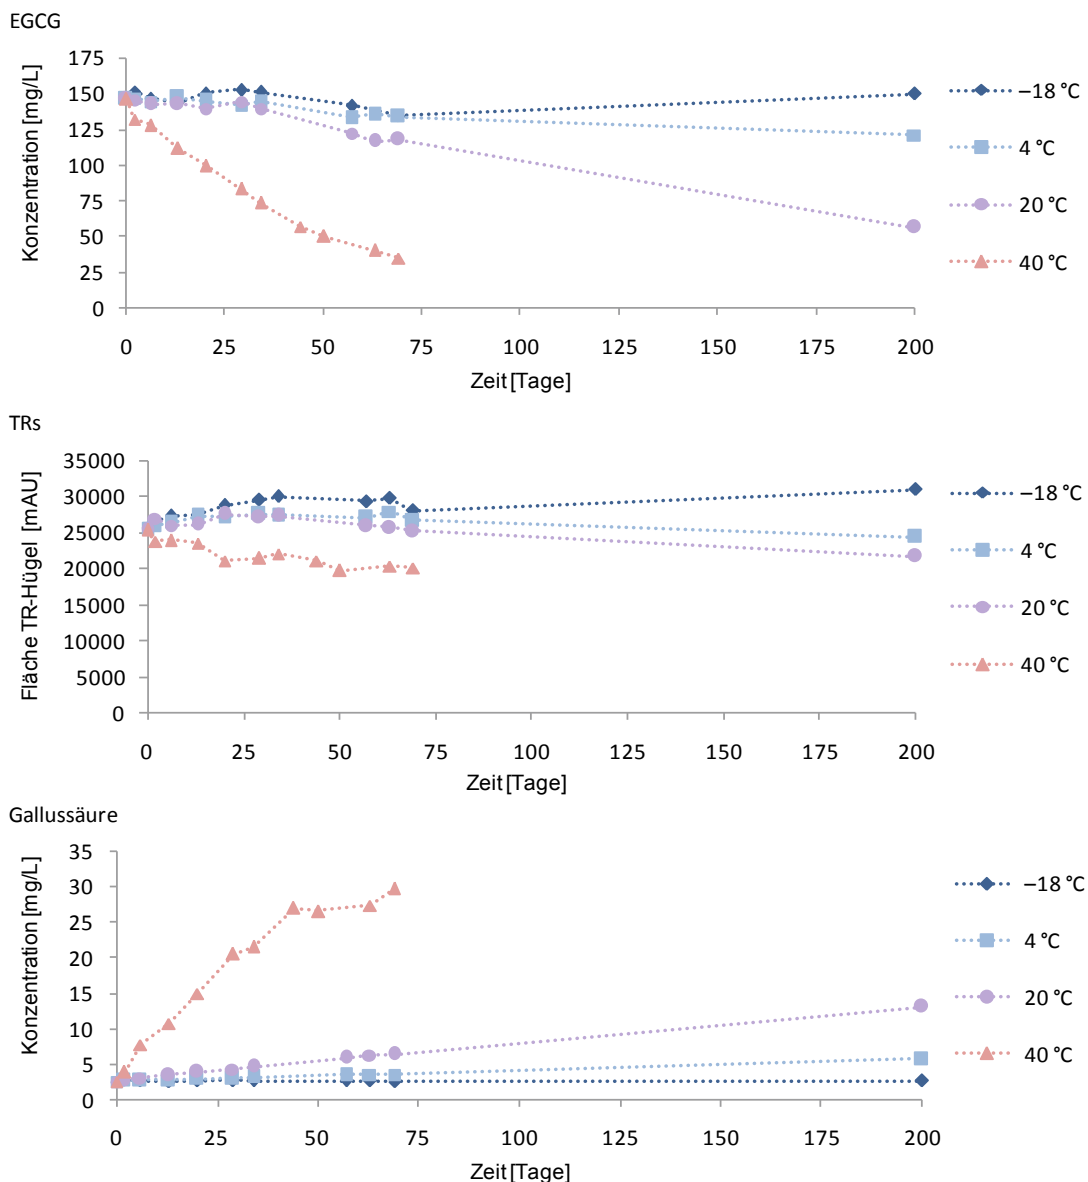 EGCG
Konzentration [mg/L]
175
150
125
100
75
50
25
0
0 25 50 75 100 125 150 175 200
Zeit [Tage]
–18 °C
4 °C
20 °C
40 °C
TRs
Fläche TR-Hügel [mAU]
35000
30000
25000
20000
15000
10000
5000
0
0 25 50 75 100 125 150 175 200
Zeit [Tage]
–18 °C
4 °C
20 °C
40 °C
Gallussäure
Konzentration [mg/L]
35
30
25
20
15
10
5
0
0 25 50 75 100 125 150 175 200
Zeit [Tage]
–18 °C
4 °C
20 °C
40 °C